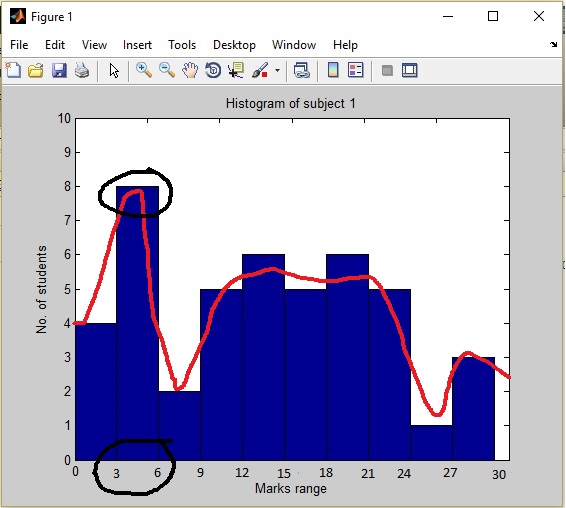 Figure 1
File Edit View Insert Tools Desktop Window Help
Histogram of subject 1
10
9
8
7
6
5
4
3
2
1
0
No. of students
0 3 6 9 12 15 18 21 24 27 30
Marks range